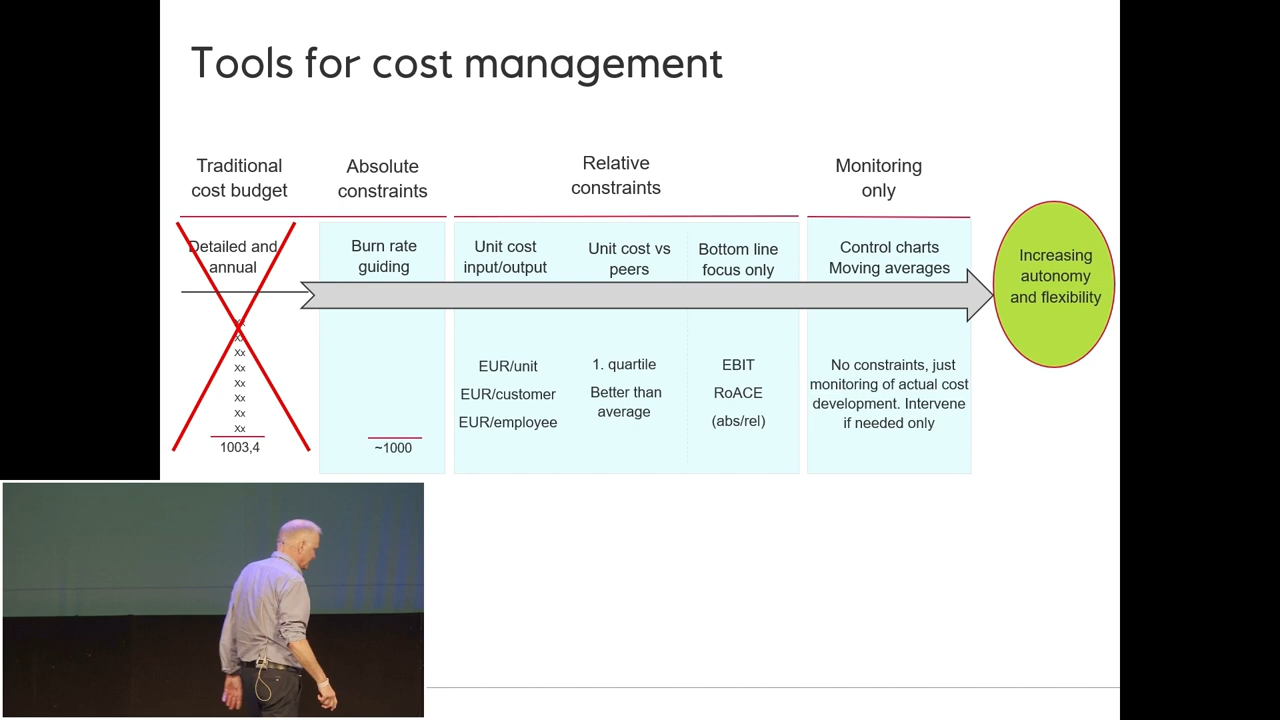 Tools for cost management
Traditional
cost budget
Absolute
constraints
Relative
constraints
Monitoring
only
Detailed and
annual
Xx
Xx
Xx
Xx
Xx
Xx
Xx
Xx
1003,4
Burn rate
guiding
~1000
Unit cost
input/output
EUR/unit
EUR/customer
EUR/employee
Unit cost vs
peers
1. quartile
Better than
average
Bottom line
focus only
EBIT
RoACE
(abs/rel)
Control charts
Moving averages
No constraints, just
monitoring of actual cost
development. Intervene
if needed only
Increasing
autonomy
and flexibility